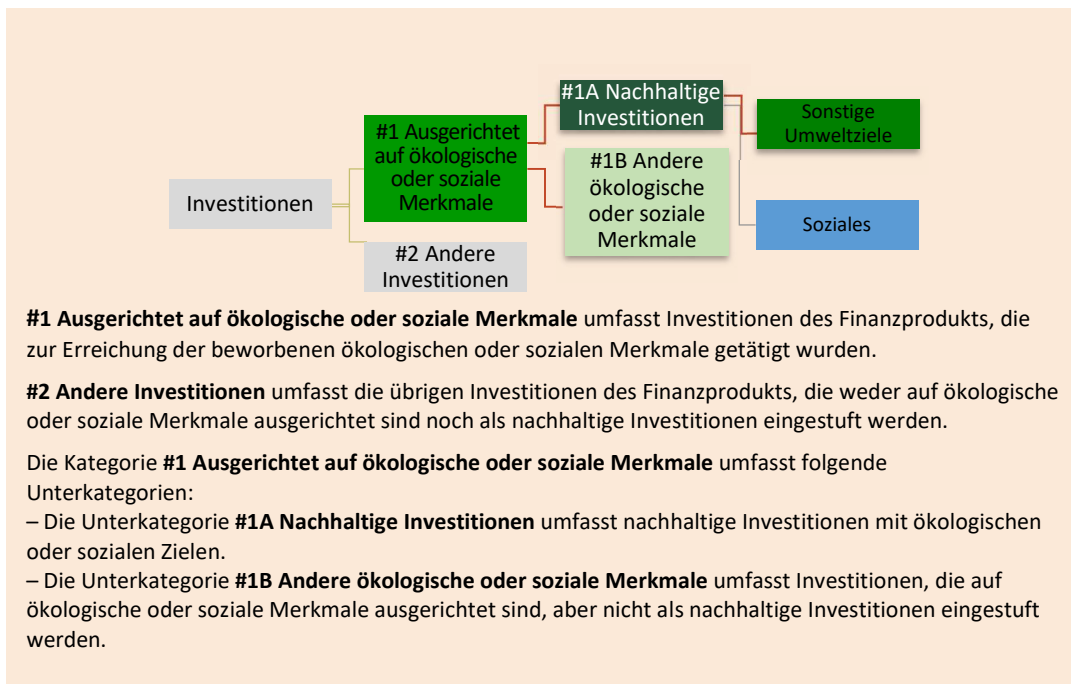 #1A Nachhaltige
Investitionen
Sonstige
Umweltziele
#1 Ausgerichtet
auf ökologische
oder soziale
Merkmale
#1B Andere
ökologische
oder soziale
Merkmale
Investitionen
Soziales
#2 Andere
Investitionen
#1 Ausgerichtet auf ökologische oder soziale Merkmale umfasst Investitionen des Finanzprodukts, die
zur Erreichung der beworbenen ökologischen oder sozialen Merkmale getätigt wurden.
#2 Andere Investitionen umfasst die übrigen Investitionen des Finanzprodukts, die weder auf ökologische
oder soziale Merkmale ausgerichtet sind noch als nachhaltige Investitionen eingestuft werden.
Die Kategorie #1 Ausgerichtet auf ökologische oder soziale Merkmale umfasst folgende
Unterkategorien:
– Die Unterkategorie #1A Nachhaltige Investitionen umfasst nachhaltige Investitionen mit ökologischen
oder sozialen Zielen.
– Die Unterkategorie #1B Andere ökologische oder soziale Merkmale umfasst Investitionen, die auf
ökologische oder soziale Merkmale ausgerichtet sind, aber nicht als nachhaltige Investitionen eingestuft
werden.